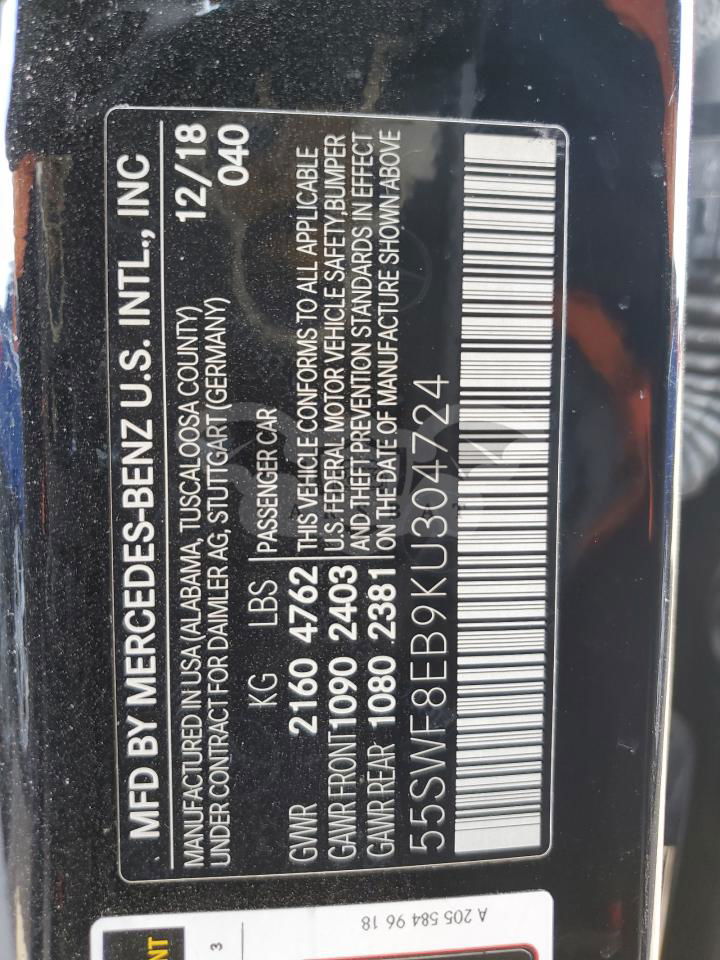 MFD BY MERCEDES-BENZ U.S. INTL., INC
MANUFACTURED IN USA (ALABAMA, TUSCALOOSA COUNTY) 12/18
UNDER CONTRACT FOR DAIMLER AG, STUTTGART (GERMANY) 040
KG LBS PASSENGER CAR
GVWR 2160 4762 THIS VEHICLE CONFORMS TO ALL APPLICABLE
GAWR FRONT 1090 2403 U.S. FEDERAL MOTOR VEHICLE SAFETY, BUMPER
GAWR REAR 1080 2381 AND THEFT PREVENTION STANDARDS IN EFFECT
ON THE DATE OF MANUFACTURE SHOWN ABOVE
55SWF8EB9KU304724
A 205 584 96 18
3